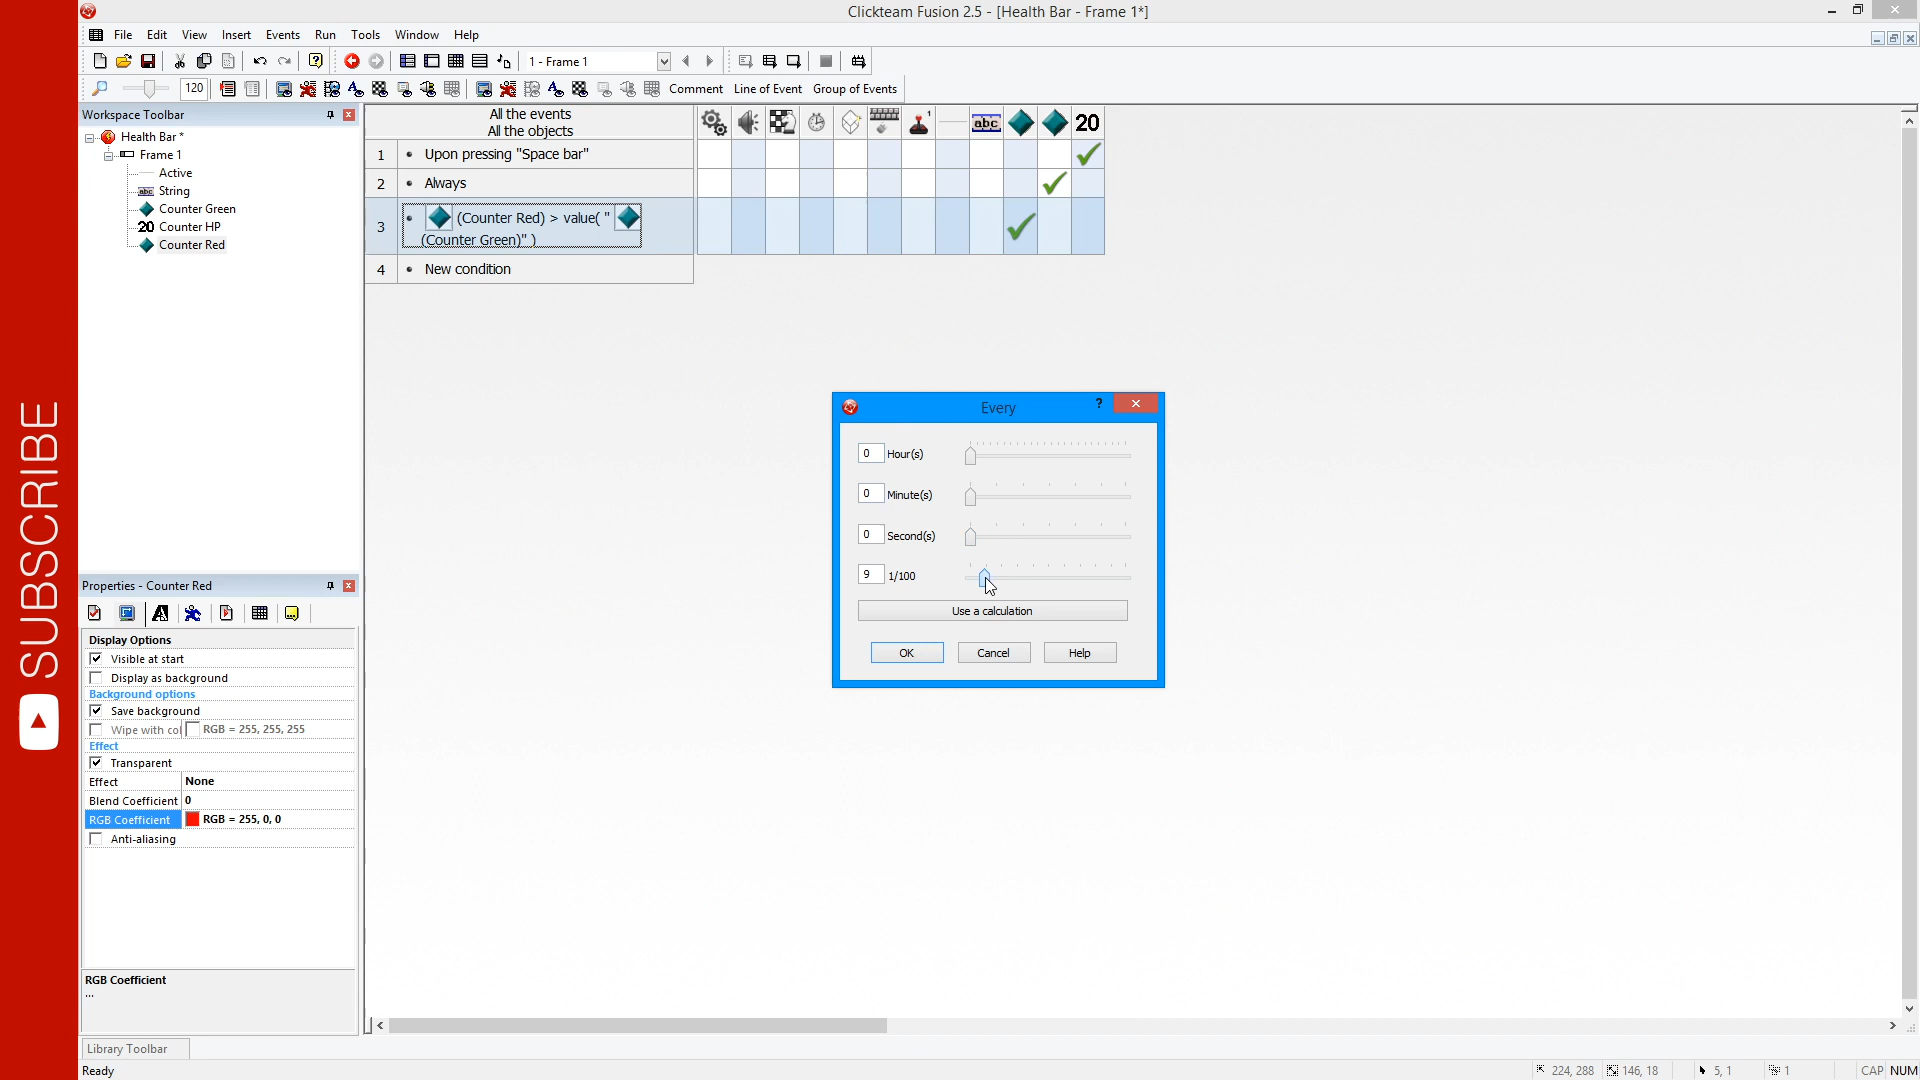 SUBSCRIBE
Clickteam Fusion 2.5 - [Health Bar - Frame 1*]
File Edit View Insert Events Run Tools Window Help
1 - Frame 1
120 Comment Line of Event Group of Events
Workspace Toolbar
Health Bar *
Frame 1
Active
abc String
Counter Green
20 Counter HP
Counter Red
All the events
All the objects
abc 20
1 • Upon pressing "Space bar"
2 • Always
3 • (Counter Red) > value( "
(Counter Green)" )
4 • New condition
Every ?
0 Hour(s)
0 Minute(s)
0 Second(s)
9 1/100
Use a calculation
OK Cancel Help
Properties - Counter Red
Display Options
Visible at start
Display as background
Background options
Save background
Wipe with col RGB = 255, 255, 255
Effect
Transparent
Effect None
Blend Coefficient 0
RGB Coefficient RGB = 255, 0, 0
Anti-aliasing
RGB Coefficient
...
Library Toolbar
Ready 224, 288 146, 18 5, 1 1 CAP NUM